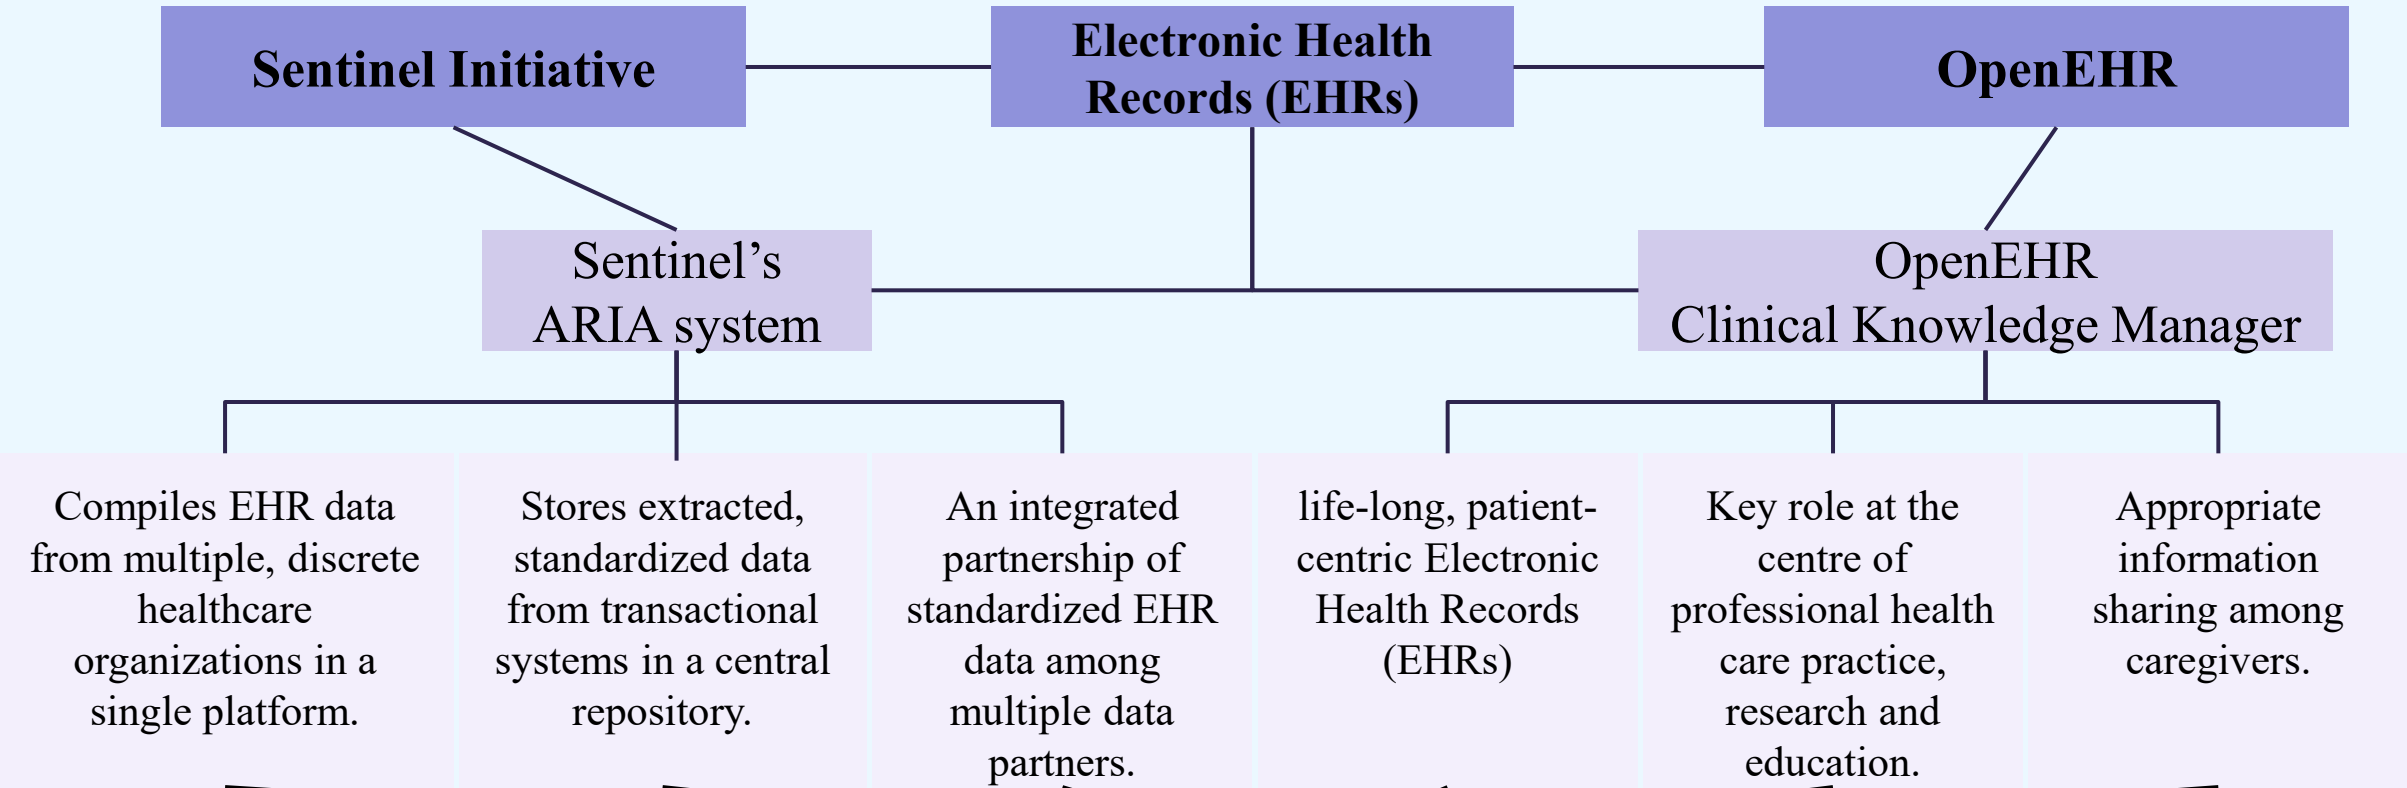 Sentinel Initiative
Electronic Health
Records (EHRs)
OpenEHR
Sentinel’s
ARIA system
OpenEHR
Clinical Knowledge Manager
Compiles EHR data
from multiple, discrete
healthcare
organizations in a
single platform.
Stores extracted,
standardized data
from transactional
systems in a central
repository.
An integrated
partnership of
standardized EHR
data among
multiple data
partners.
life-long, patient-
centric Electronic
Health Records
(EHRs)
Key role at the
centre of
professional health
care practice,
research and
education.
Appropriate
information
sharing among
caregivers.